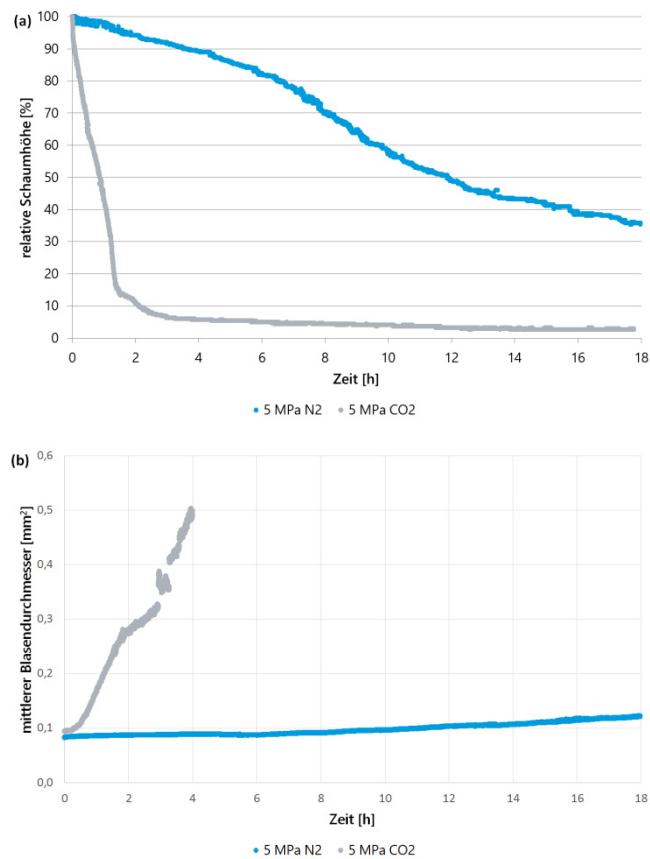 (a)
relative Schaumhöhe [%]
100
90
80
70
60
50
40
30
20
10
0
0 2 4 6 8 10 12 14 16 18
Zeit [h]
5 MPa N2 5 MPa CO2
(b)
mittlerer Blasendurchmesser [mm²]
0,6
0,5
0,4
0,3
0,2
0,1
0,0
0 2 4 6 8 10 12 14 16 18
Zeit [h]
5 MPa N2 5 MPa CO2